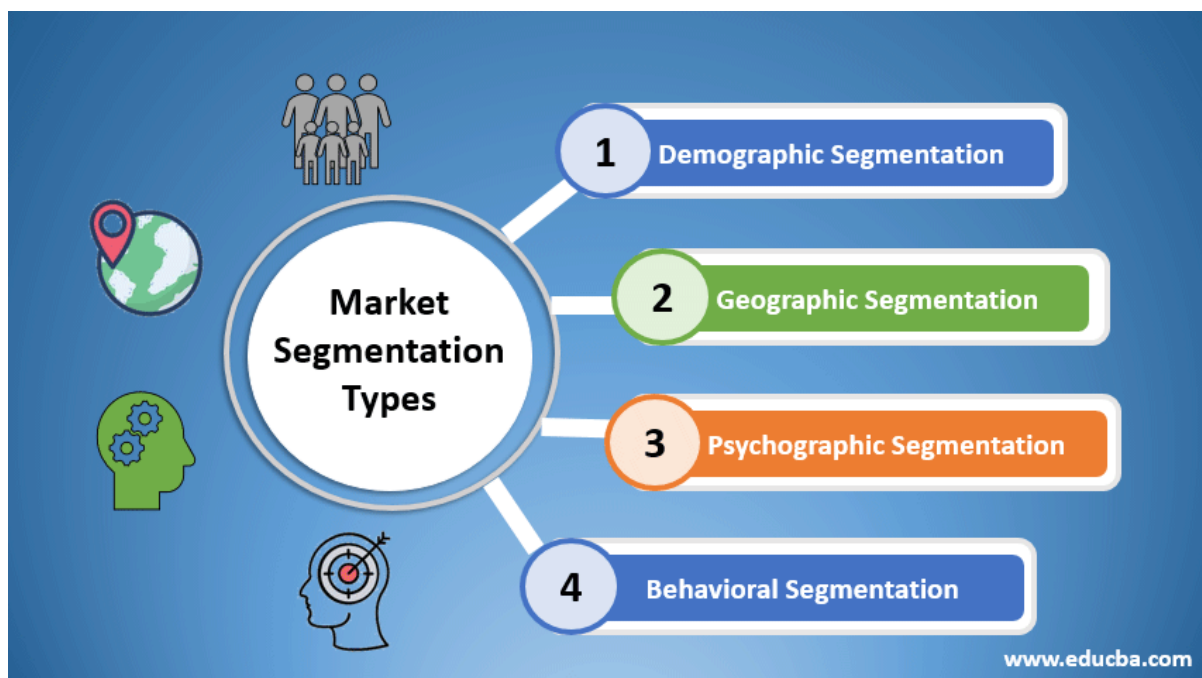 Market
Segmentation
Types
1
Demographic Segmentation
2
Geographic Segmentation
3
Psychographic Segmentation
4
Behavioral Segmentation
www.educba.com